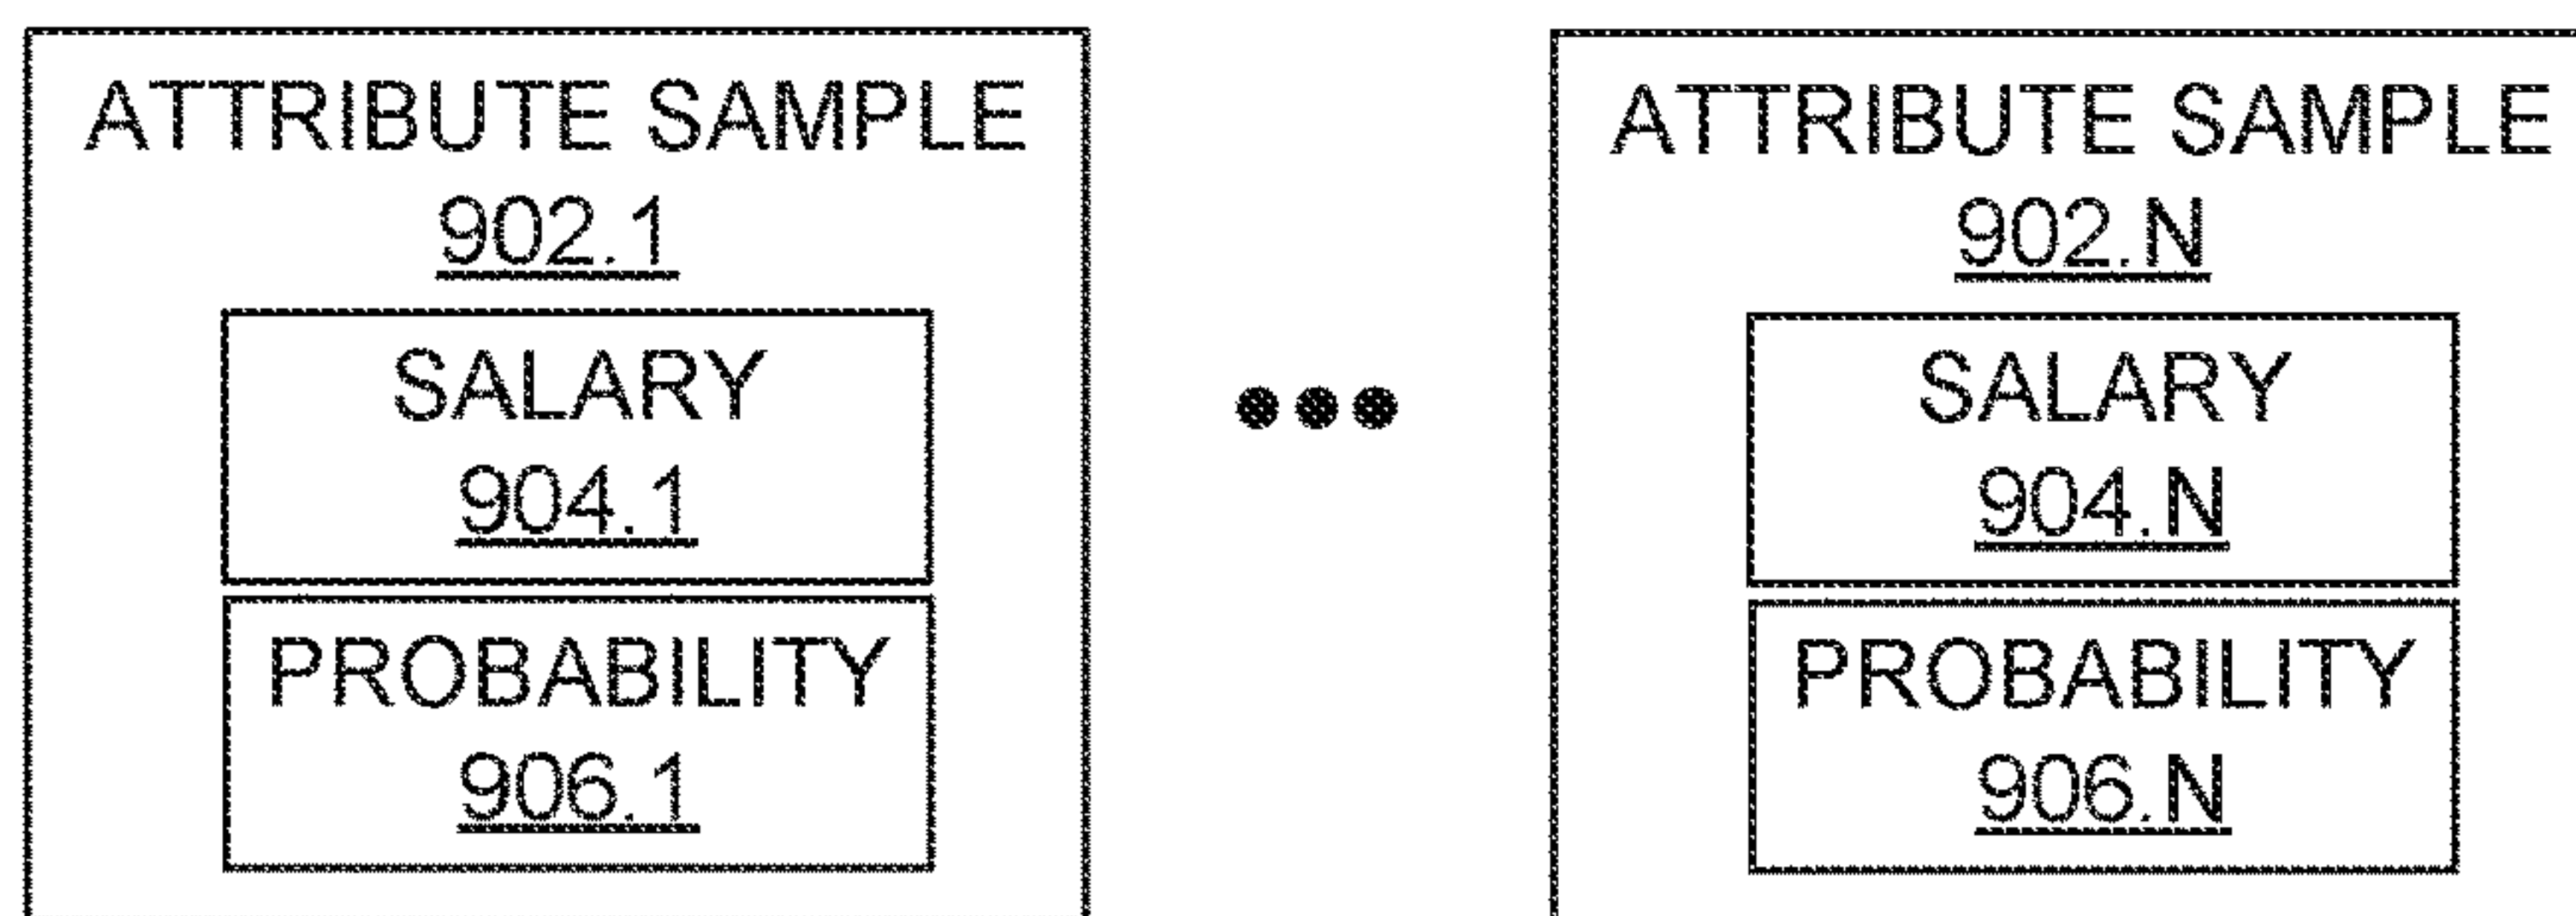 ATTRIBUTE SAMPLE
902.1
SALARY
904.1
PROBABILITY
906.1
ATTRIBUTE SAMPLE
902.N
SALARY
904.N
PROBABILITY
906.N